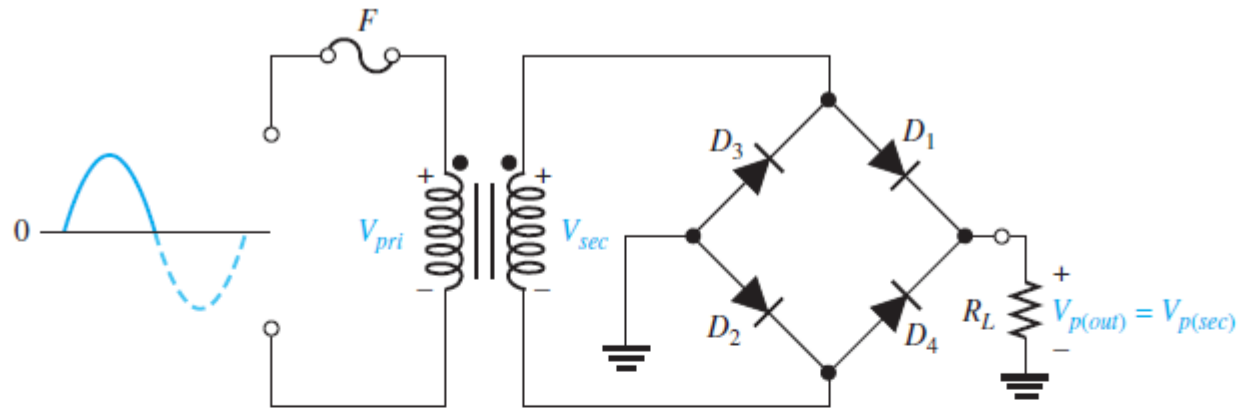 F
D3
D1
+
+
0
Vpri
Vsec
−
−
D2
D4
RL
+
Vp(out) = Vp(sec)
−